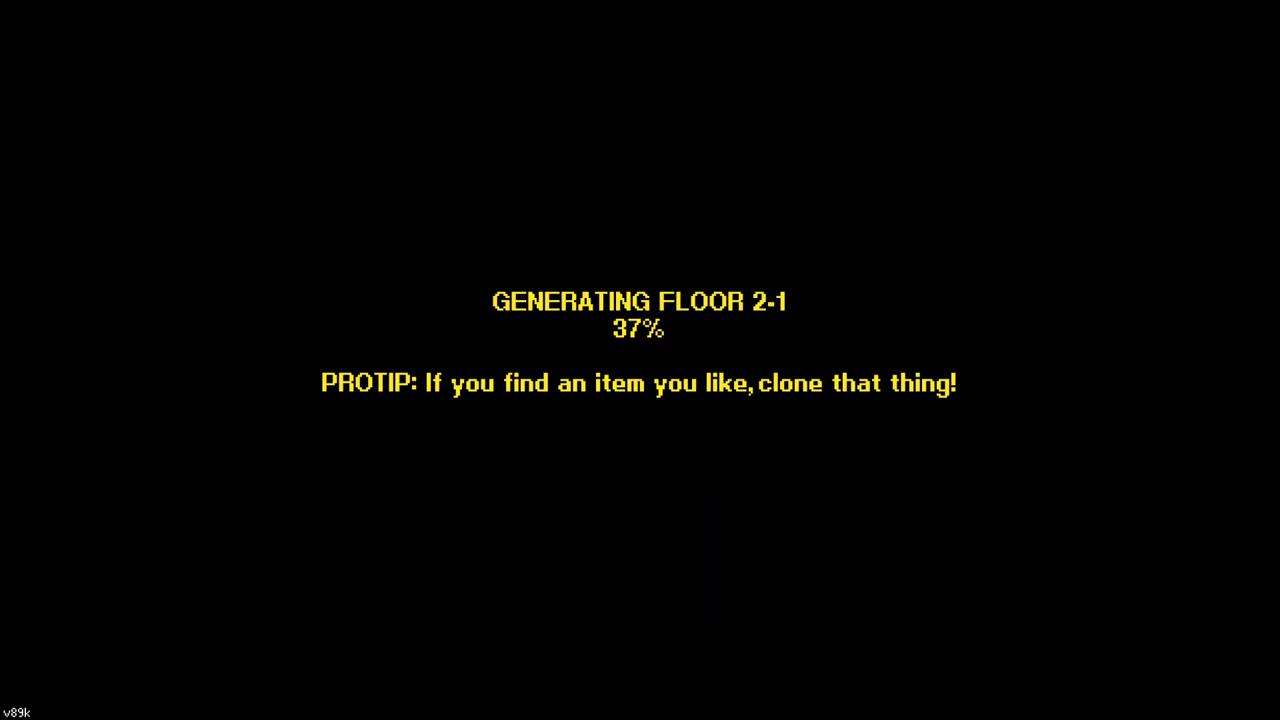 GENERATING FLOOR 2-1
37%
PROTIP: If you find an item you like, clone that thing!
v89k